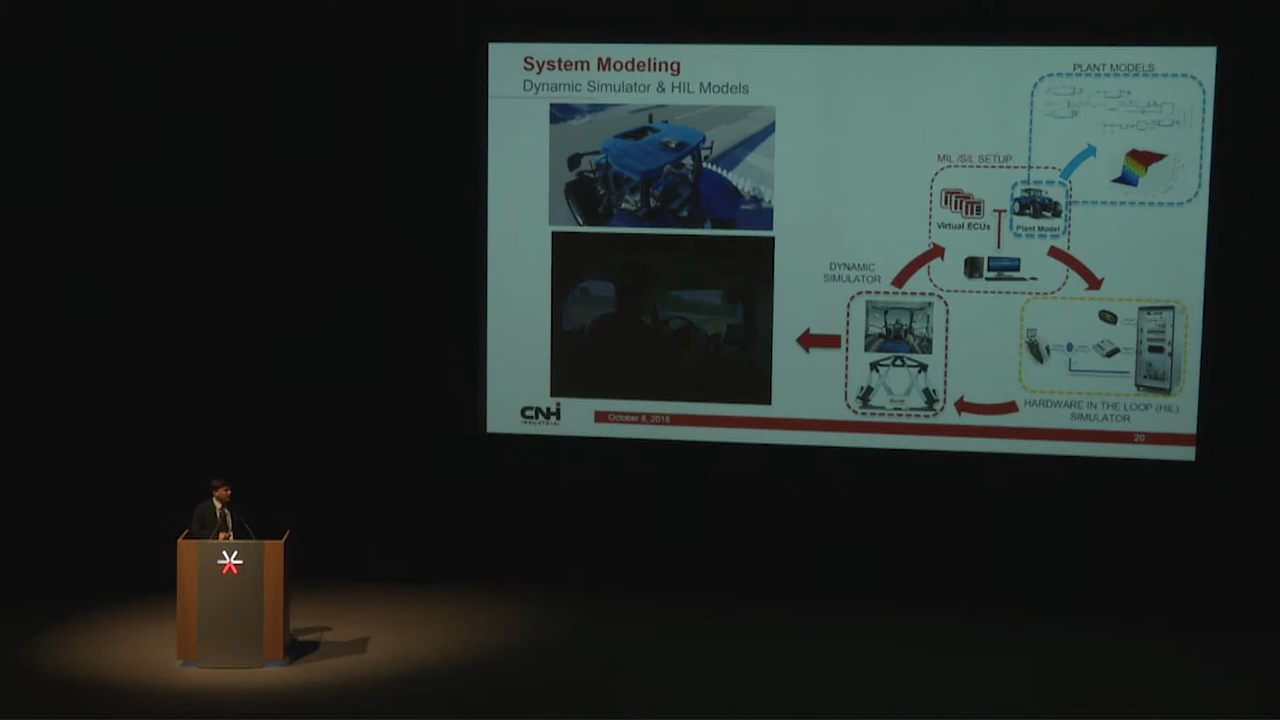 System Modeling
Dynamic Simulator & HIL Models
PLANT MODELS
MIL /SIL SETUP
Virtual ECUs
Plant Model
DYNAMIC
SIMULATOR
HARDWARE IN THE LOOP (HIL)
SIMULATOR
CNH
INDUSTRIAL
October 8, 2018
20